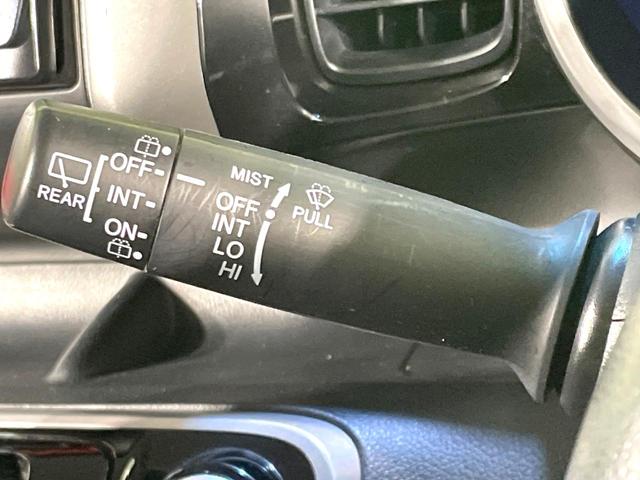 REAR
OFF-
INT-
ON-
MIST
OFF
INT
LO
HI
PULL